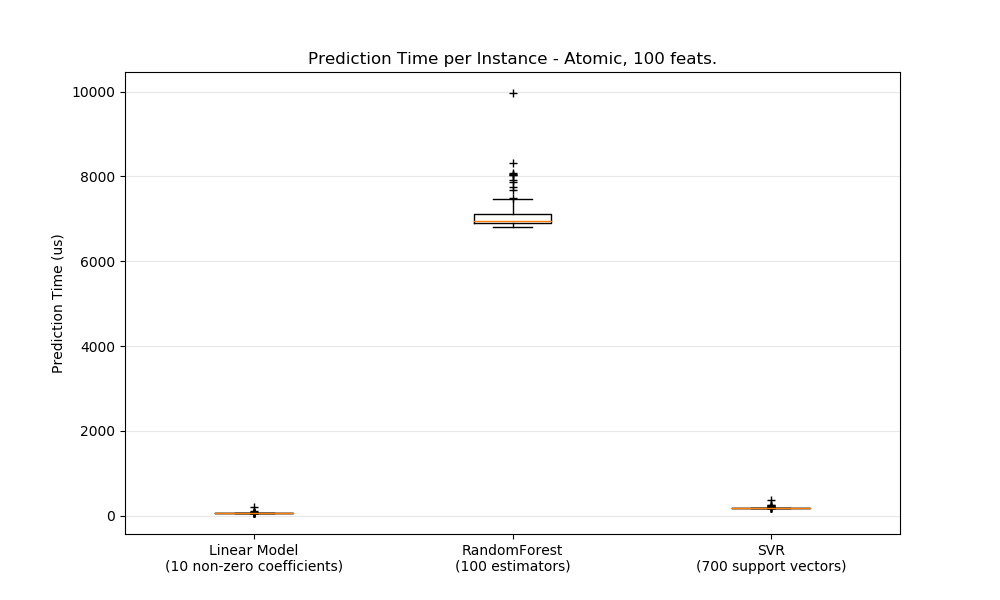 Prediction Time per Instance - Atomic, 100 feats.
Prediction Time (us)
10000
8000
6000
4000
2000
0
Linear Model
(10 non-zero coefficients)
RandomForest
(100 estimators)
SVR
(700 support vectors)